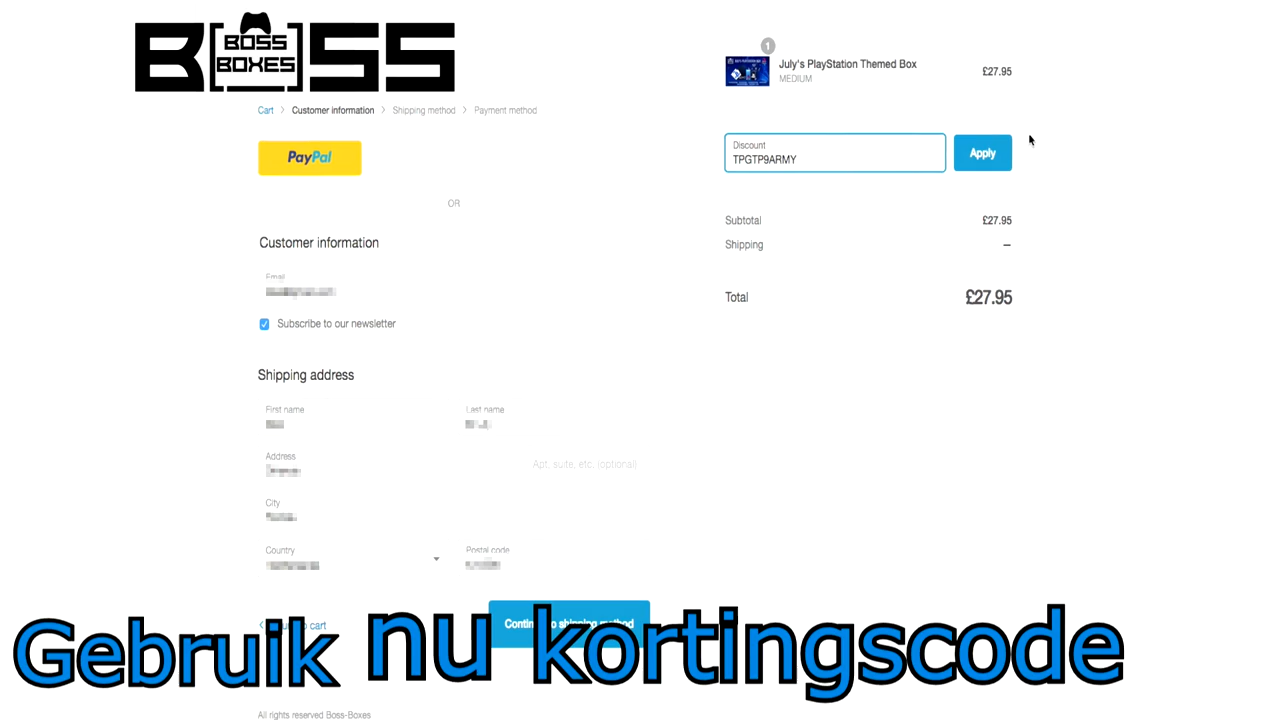 B BOSS BOXES SS
Cart > Customer information > Shipping method > Payment method
PayPal
OR
Customer information
Email
Subscribe to our newsletter
Shipping address
First name
Last name
Address
Apt, suite, etc. (optional)
City
Country
Postal code
cart
Gebruik nu kortingscode
All rights reserved Boss-Boxes
1
July's PlayStation Themed Box
£27.95
MEDIUM
Discount
TPGTP9ARMY
Apply
Subtotal £27.95
Shipping —
Total £27.95